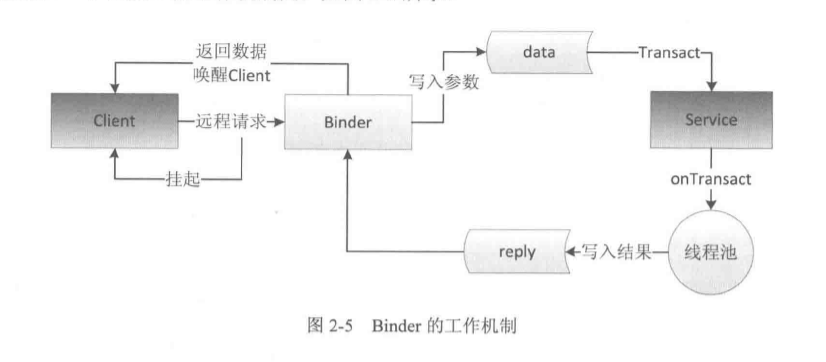 返回数据
唤醒Client
data
Transact
写入参数
Client
远程请求
Binder
Service
挂起
onTransact
reply
写入结果
线程池
图 2-5 Binder 的工作机制